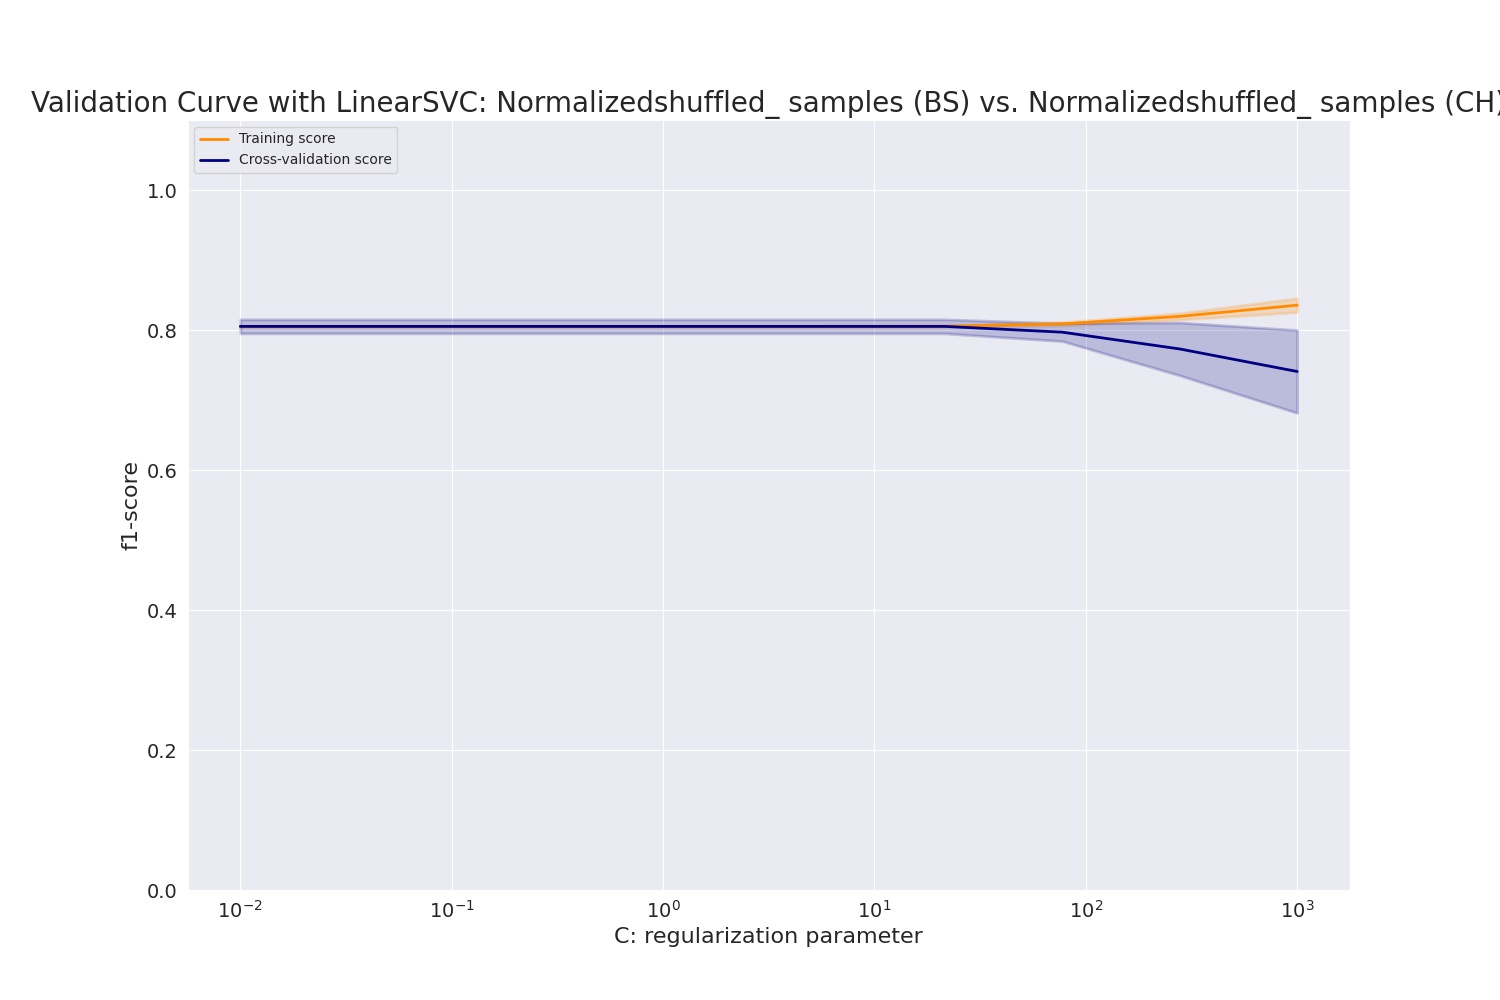 Validation Curve with LinearSVC: Normalizedshuffled_ samples (BS) vs. Normalizedshuffled_ samples (CH)
Training score
Cross-validation score
1.0
0.8
0.6
0.4
0.2
0.0
f1-score
10⁻² 10⁻¹ 10⁰ 10¹ 10² 10³
C: regularization parameter